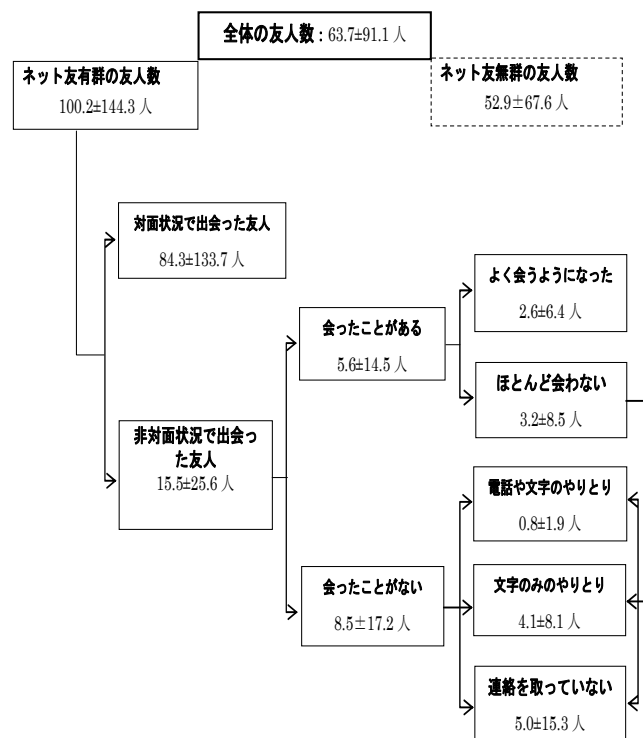 全体の友人数：63.7±91.1 人
ネット友有群の友人数
100.2±144.3 人
ネット友無群の友人数
52.9±67.6 人
対面状況で出会った友人
84.3±133.7 人
よく会うようになった
2.6±6.4 人
会ったことがある
5.6±14.5 人
ほとんど会わない
3.2±8.5 人
非対面状況で出会っ
た友人
15.5±25.6 人
電話や文字のやりとり
0.8±1.9 人
会ったことがない
8.5±17.2 人
文字のみのやりとり
4.1±8.1 人
連絡を取っていない
5.0±15.3 人